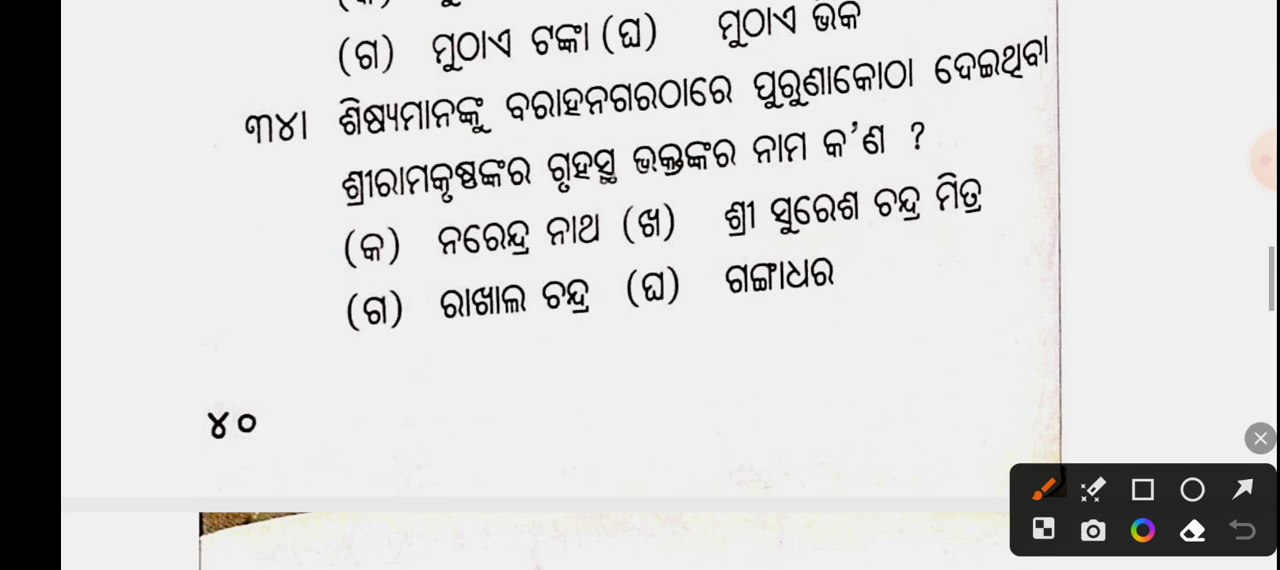 (ଗ) ମୁଠାଏ ଟଙ୍କା (ଘ) ମୁଠାଏ ଭିକ
୩୪। ଶିଷ୍ୟମାନଙ୍କୁ ବରାହନଗରଠାରେ ପୁରୁଣାକୋଠା ଦେଇଥିବା
ଶ୍ରୀରାମକୃଷ୍ଣଙ୍କର ଗୃହସ୍ଥ ଭକ୍ତଙ୍କର ନାମ କ'ଣ ?
(କ) ନରେନ୍ଦ୍ର ନାଥ (ଖ) ଶ୍ରୀ ସୁରେଶ ଚନ୍ଦ୍ର ମିତ୍ର
(ଗ) ରାଖାଲ ଚନ୍ଦ୍ର (ଘ) ଗଙ୍ଗାଧର
୪୦